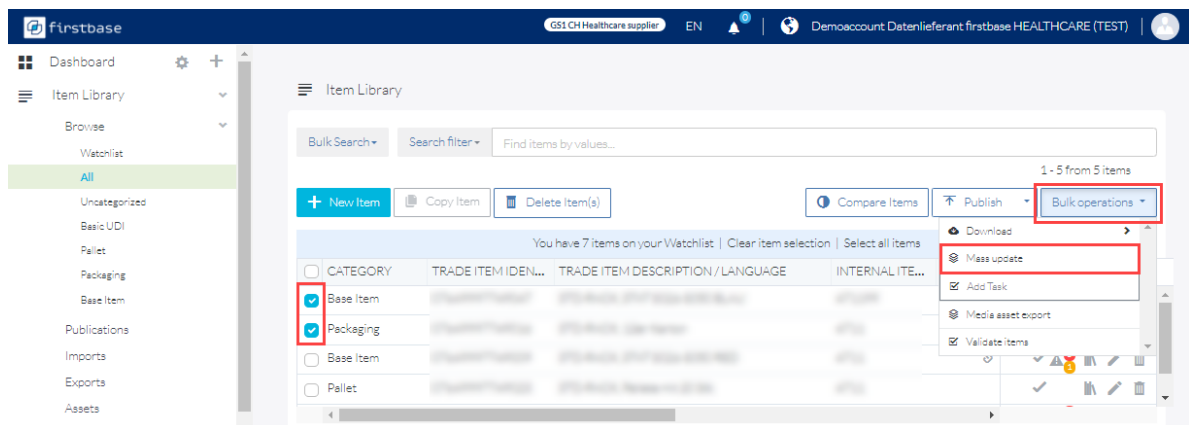 firstbase
GS1 CH Healthcare supplier EN 0 Demoaccount Datenlieferant firstbase HEALTHCARE (TEST)
Dashboard
Item Library
Browse
Watchlist
All
Uncategorized
Basic UDI
Pallet
Packaging
Base Item
Publications
Imports
Exports
Assets
Item Library
Bulk Search Search filter Find items by values...
1 - 5 from 5 items
New Item Copy Item Delete Item(s) Compare Items Publish Bulk operations
You have 7 items on your Watchlist | Clear item selection | Select all items
CATEGORY TRADE ITEM IDEN... TRADE ITEM DESCRIPTION / LANGUAGE INTERNAL ITE...
Base Item
Packaging
Base Item
Pallet
Download
Mass update
Add Task
Media asset export
Validate items
1